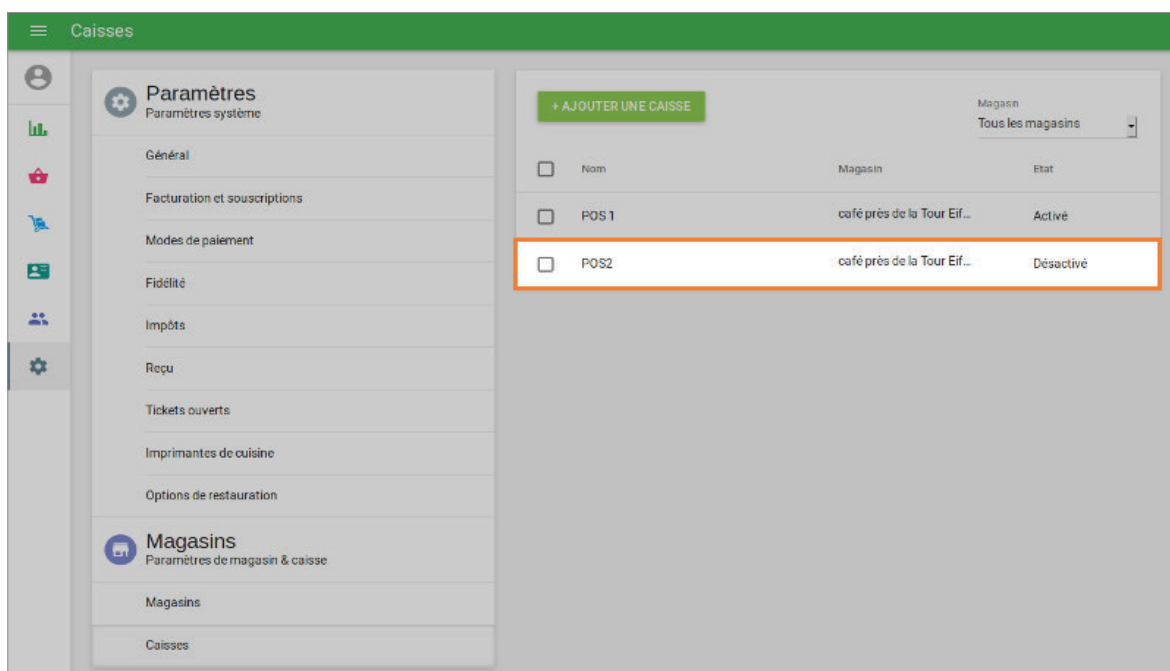 Caisses
Paramètres
Paramètres système
Général
Facturation et souscriptions
Modes de paiement
Fidélité
Impôts
Reçu
Tickets ouverts
Imprimantes de cuisine
Options de restauration
Magasins
Paramètres de magasin & caisse
Magasins
Caisses
+ AJOUTER UNE CAISSE
Magasin
Tous les magasins
Nom Magasin Etat
POS 1 café près de la Tour Eif... Activé
POS2 café près de la Tour Eif... Désactivé